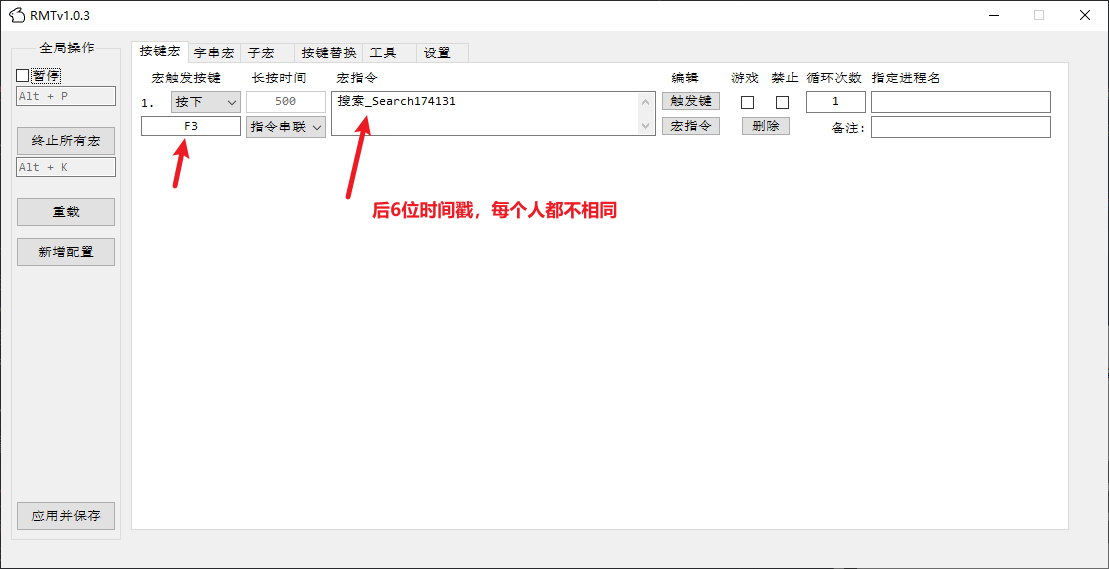 RMTv1.0.3
全局操作
暂停
Alt + P
终止所有宏
Alt + K
重载
新增配置
应用并保存
按键宏 字串宏 子宏 按键替换 工具 设置
宏触发按键 长按时间 宏指令 编辑 游戏 禁止 循环次数 指定进程名
1. 按下 500 搜索_Search174131 触发键 1
F3 指令串联 宏指令 删除 备注:
后6位时间戳，每个人都不相同